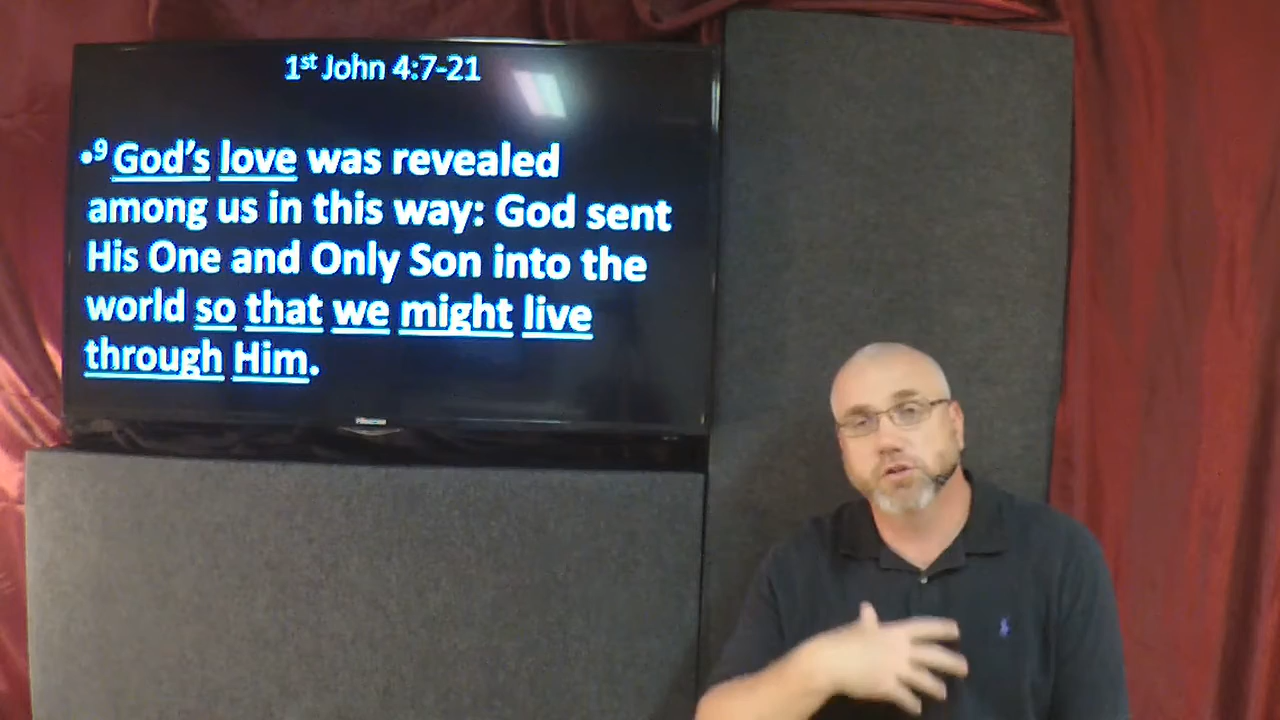 1st John 4:7-21
•9 God's love was revealed
among us in this way: God sent
His One and Only Son into the
world so that we might live
through Him.
Hisense